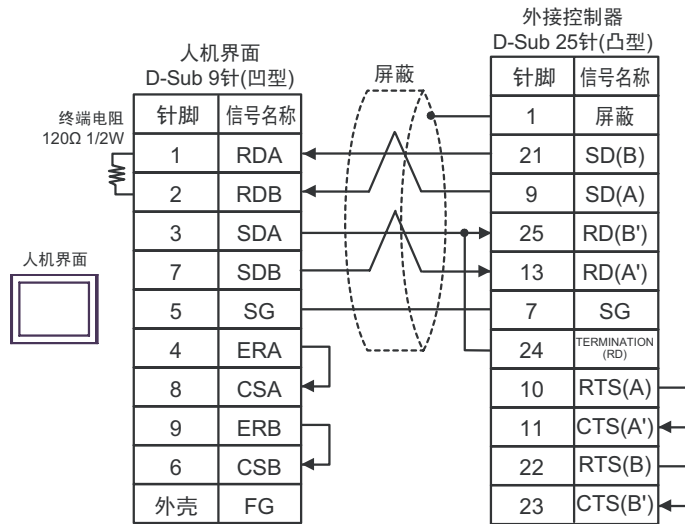 外接控制器
D-Sub 25针(凸型)
人机界面
D-Sub 9针(凹型)
屏蔽
终端电阻
120Ω 1/2W
人机界面
针脚 信号名称
1 RDA
2 RDB
3 SDA
7 SDB
5 SG
4 ERA
8 CSA
9 ERB
6 CSB
外壳 FG
针脚 信号名称
1 屏蔽
21 SD(B)
9 SD(A)
25 RD(B')
13 RD(A')
7 SG
24 TERMINATION
(RD)
10 RTS(A)
11 CTS(A')
22 RTS(B)
23 CTS(B')